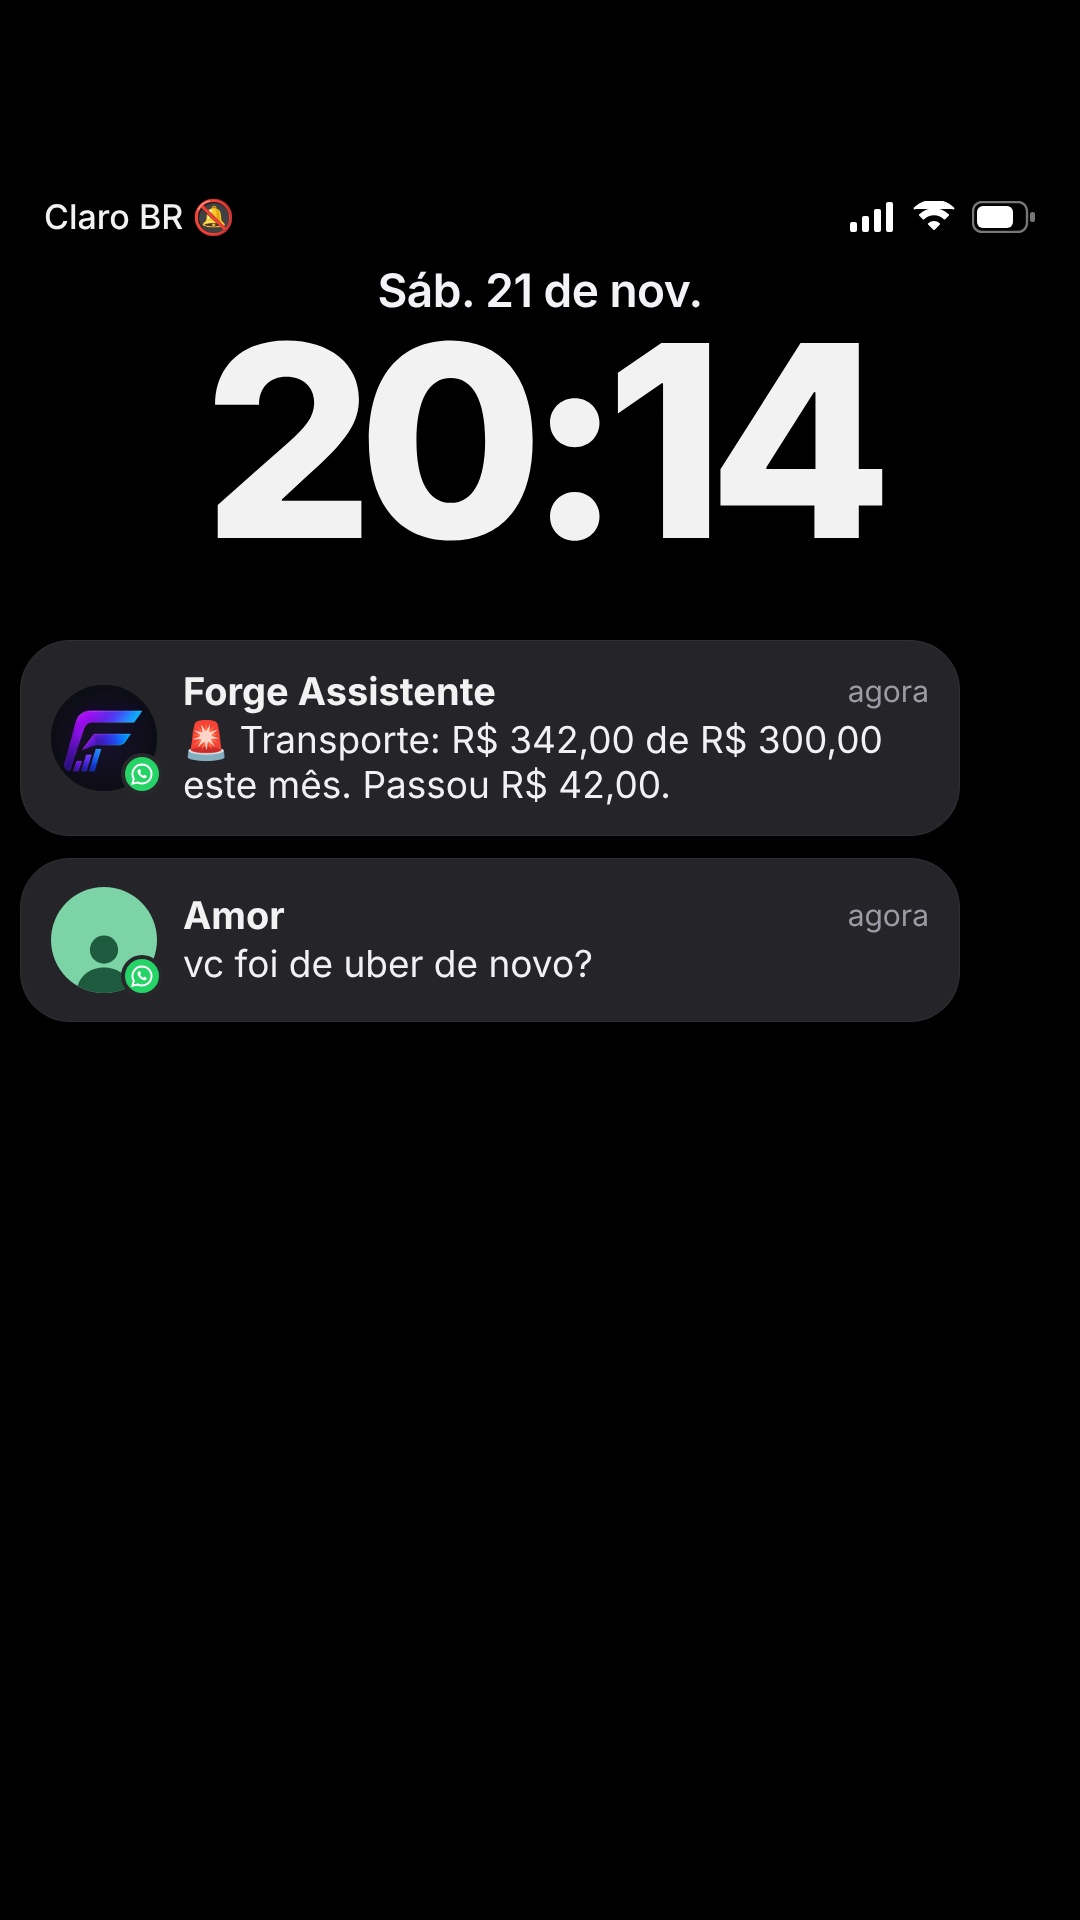 Claro BR
Sáb. 21 de nov.
20:14
Forge Assistente
agora
🚨 Transporte: R$ 342,00 de R$ 300,00
este mês. Passou R$ 42,00.
Amor
agora
vc foi de uber de novo?